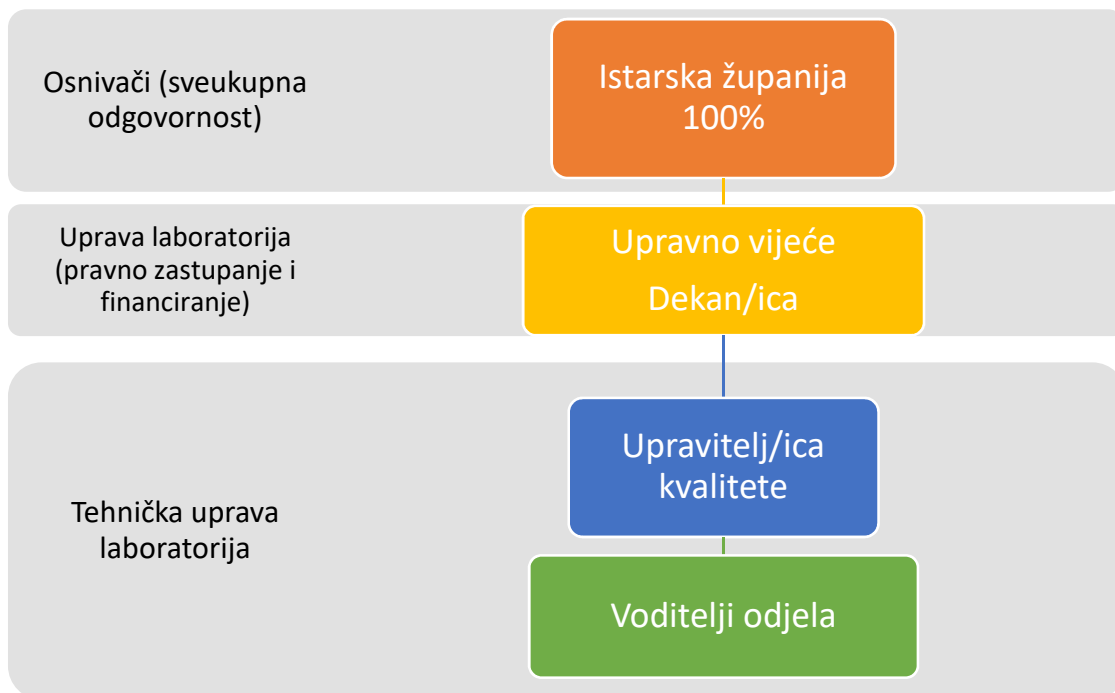 Osnivači (sveukupna
odgovornost)
Istarska županija
100%
Uprava laboratorija
(pravno zastupanje i
financiranje)
Upravno vijeće
Dekan/ica
Tehnička uprava
laboratorija
Upravitelj/ica
kvalitete
Voditelji odjela